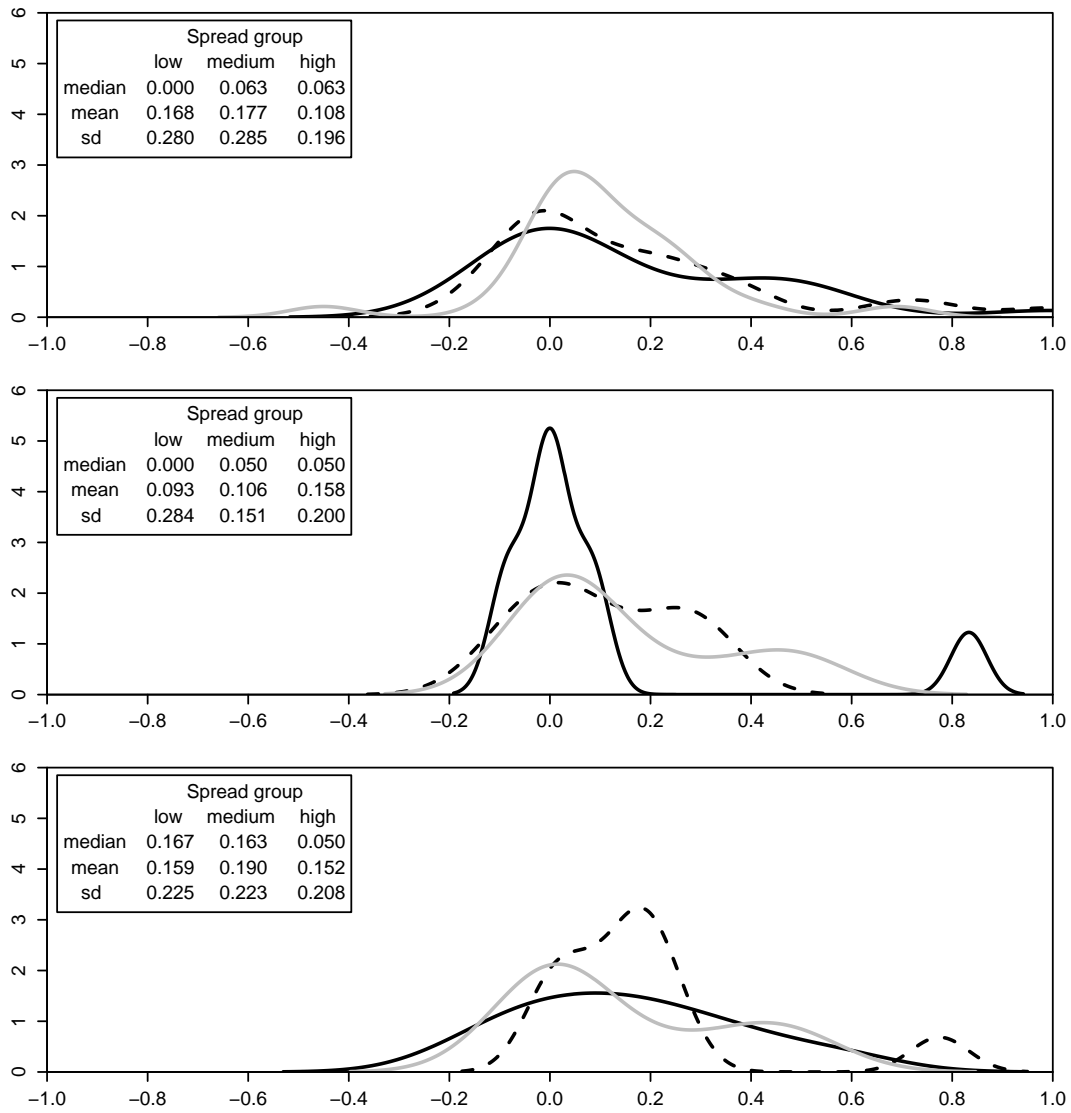 6
5
4
3
2
1
0
Spread group
low medium high
median 0.000 0.063 0.063
mean 0.168 0.177 0.108
sd 0.280 0.285 0.196
−1.0 −0.8 −0.6 −0.4 −0.2 0.0 0.2 0.4 0.6 0.8 1.0
6
5
4
3
2
1
0
Spread group
low medium high
median 0.000 0.050 0.050
mean 0.093 0.106 0.158
sd 0.284 0.151 0.200
−1.0 −0.8 −0.6 −0.4 −0.2 0.0 0.2 0.4 0.6 0.8 1.0
6
5
4
3
2
1
0
Spread group
low medium high
median 0.167 0.163 0.050
mean 0.159 0.190 0.152
sd 0.225 0.223 0.208
−1.0 −0.8 −0.6 −0.4 −0.2 0.0 0.2 0.4 0.6 0.8 1.0